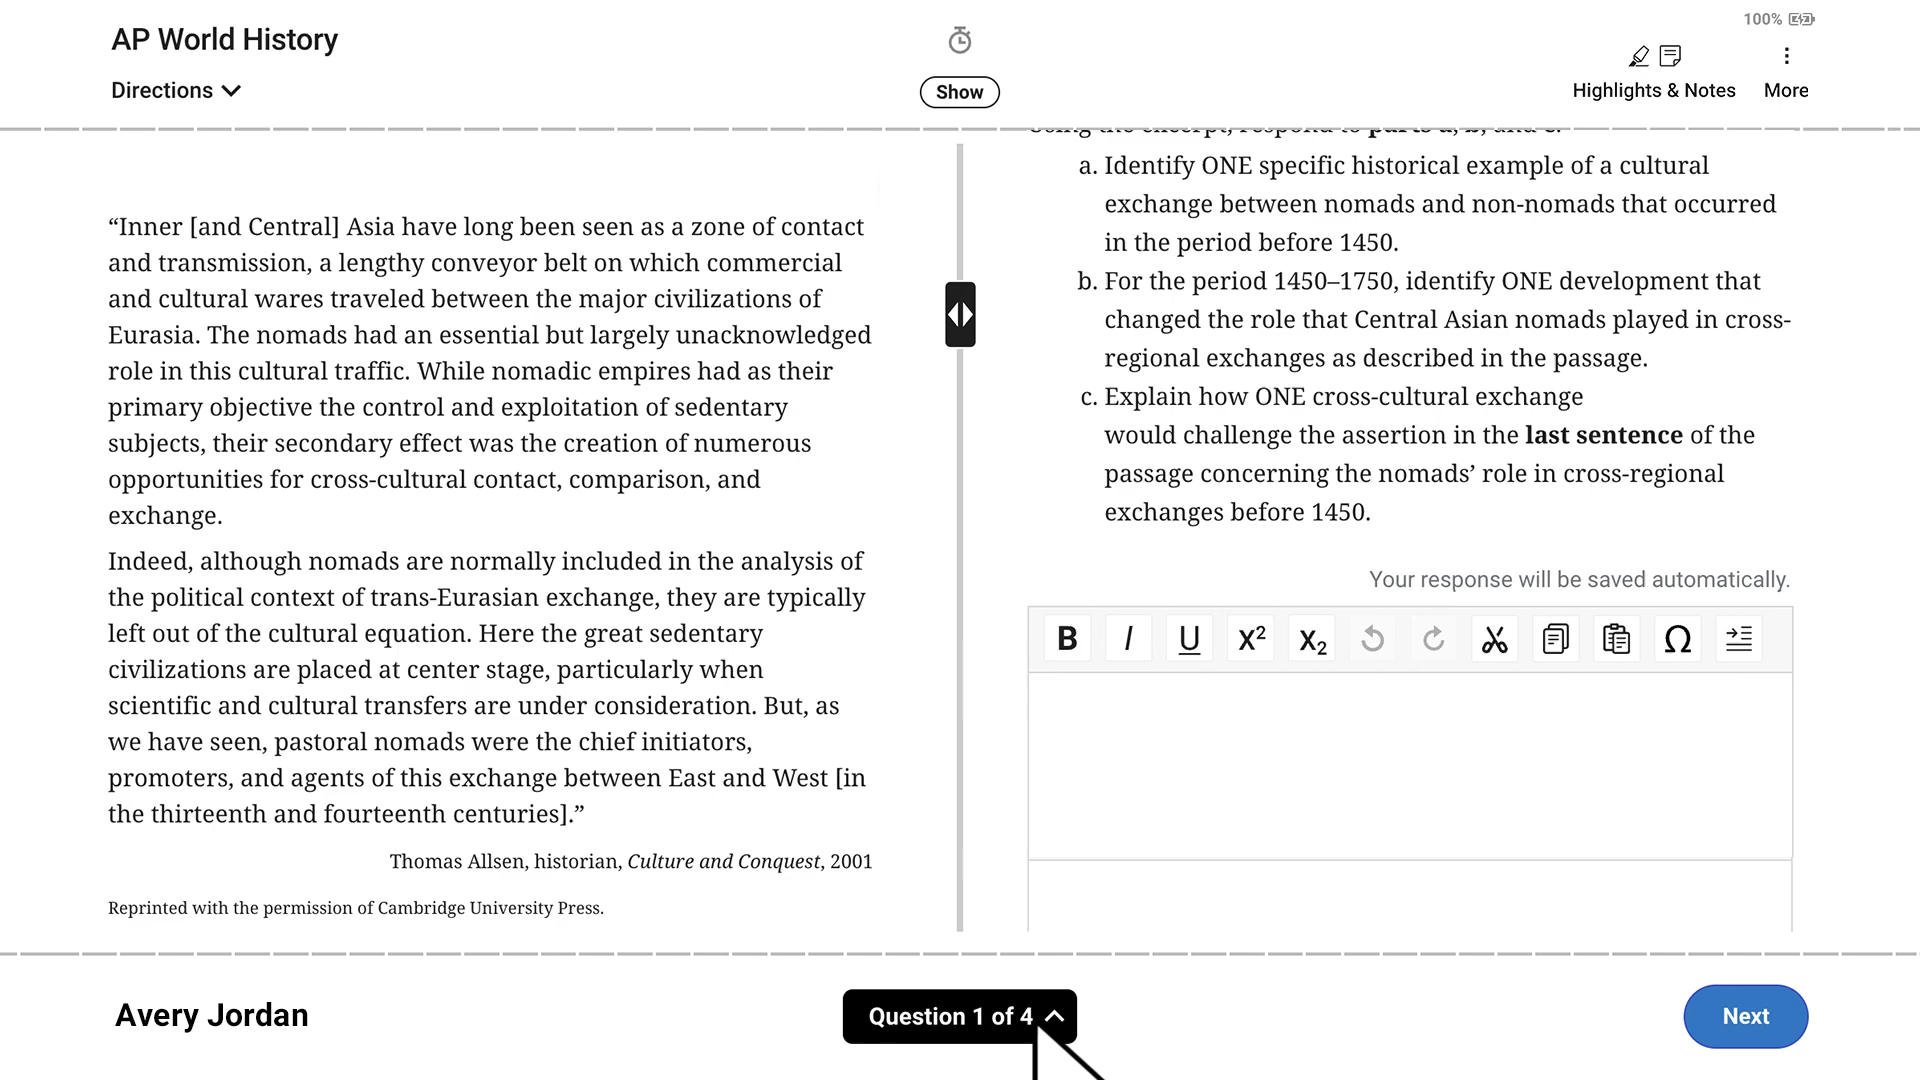 AP World History
Directions
Show
100%
Highlights & Notes
More
“Inner [and Central] Asia have long been seen as a zone of contact
and transmission, a lengthy conveyor belt on which commercial
and cultural wares traveled between the major civilizations of
Eurasia. The nomads had an essential but largely unacknowledged
role in this cultural traffic. While nomadic empires had as their
primary objective the control and exploitation of sedentary
subjects, their secondary effect was the creation of numerous
opportunities for cross-cultural contact, comparison, and
exchange.
Indeed, although nomads are normally included in the analysis of
the political context of trans-Eurasian exchange, they are typically
left out of the cultural equation. Here the great sedentary
civilizations are placed at center stage, particularly when
scientific and cultural transfers are under consideration. But, as
we have seen, pastoral nomads were the chief initiators,
promoters, and agents of this exchange between East and West [in
the thirteenth and fourteenth centuries].”
Thomas Allsen, historian, Culture and Conquest, 2001
Reprinted with the permission of Cambridge University Press.
Using the excerpt, respond to parts a, b, and c.
a. Identify ONE specific historical example of a cultural
exchange between nomads and non-nomads that occurred
in the period before 1450.
b. For the period 1450–1750, identify ONE development that
changed the role that Central Asian nomads played in cross-
regional exchanges as described in the passage.
c. Explain how ONE cross-cultural exchange
would challenge the assertion in the last sentence of the
passage concerning the nomads’ role in cross-regional
exchanges before 1450.
Your response will be saved automatically.
B I U X² X₂ Ω
Avery Jordan
Question 1 of 4
Next